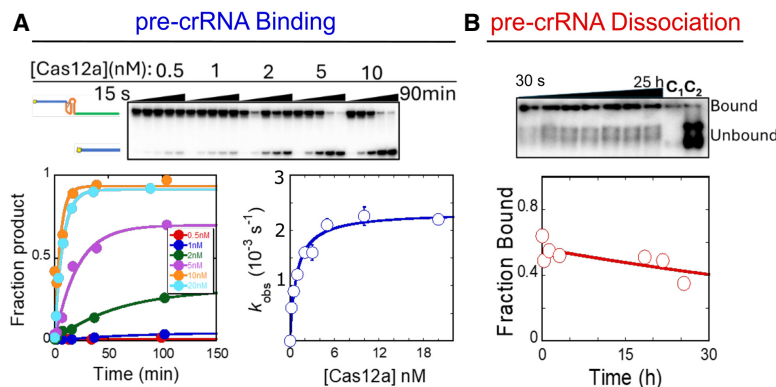 A pre-crRNA Binding
[Cas12a](nM): 0.5 1 2 5 10
15 s 90min
Fraction product
1
0.5
0
0 50 100 150
Time (min)
0.5nM
1nM
2nM
5nM
10nM
20nM
kobs (10⁻³ s⁻¹)
3
2
1
0
0 6 12 18
[Cas12a] nM
B pre-crRNA Dissociation
30 s 25 h C₁C₂
Bound
Unbound
Fraction Bound
0.8
0.4
0
0 15 30
Time (h)